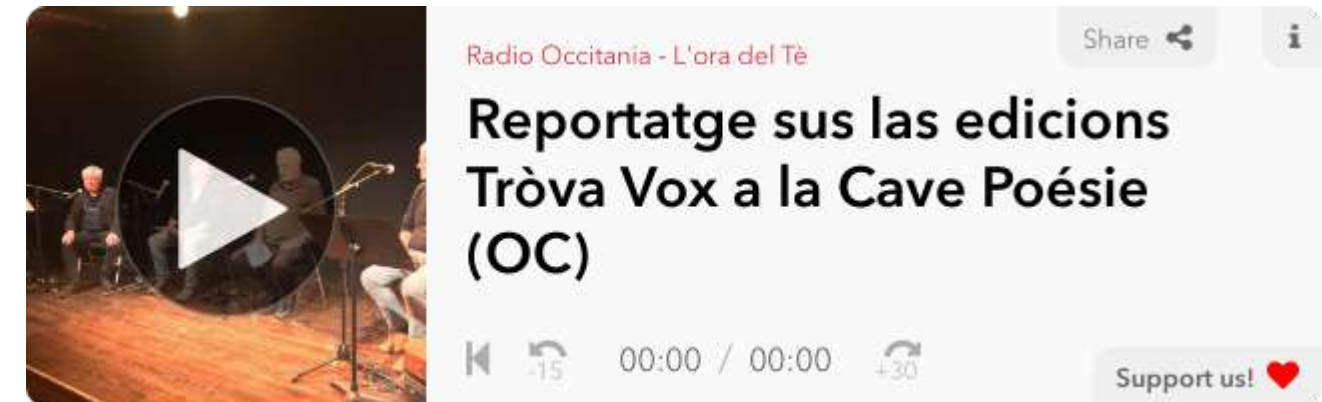 Share
i
Radio Occitania - L'ora del Tè
Reportatge sus las edicions
Tròva Vox a la Cave Poésie
(OC)
-15
00:00 / 00:00
+30
Support us!